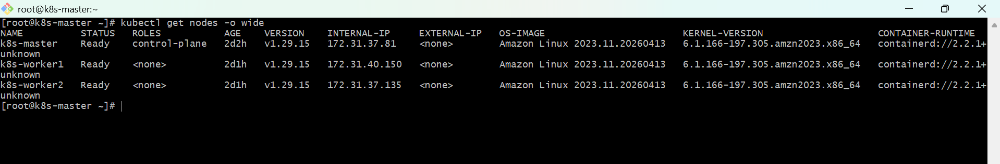 root@k8s-master:~
[root@k8s-master ~]# kubectl get nodes -o wide
NAME STATUS ROLES AGE VERSION INTERNAL-IP EXTERNAL-IP OS-IMAGE KERNEL-VERSION CONTAINER-RUNTIME
k8s-master Ready control-plane 2d2h v1.29.15 172.31.37.81 <none> Amazon Linux 2023.11.20260413 6.1.166-197.305.amzn2023.x86_64 containerd://2.2.1+
unknown
k8s-worker1 Ready <none> 2d1h v1.29.15 172.31.40.150 <none> Amazon Linux 2023.11.20260413 6.1.166-197.305.amzn2023.x86_64 containerd://2.2.1+
unknown
k8s-worker2 Ready <none> 2d1h v1.29.15 172.31.37.135 <none> Amazon Linux 2023.11.20260413 6.1.166-197.305.amzn2023.x86_64 containerd://2.2.1+
unknown
[root@k8s-master ~]#